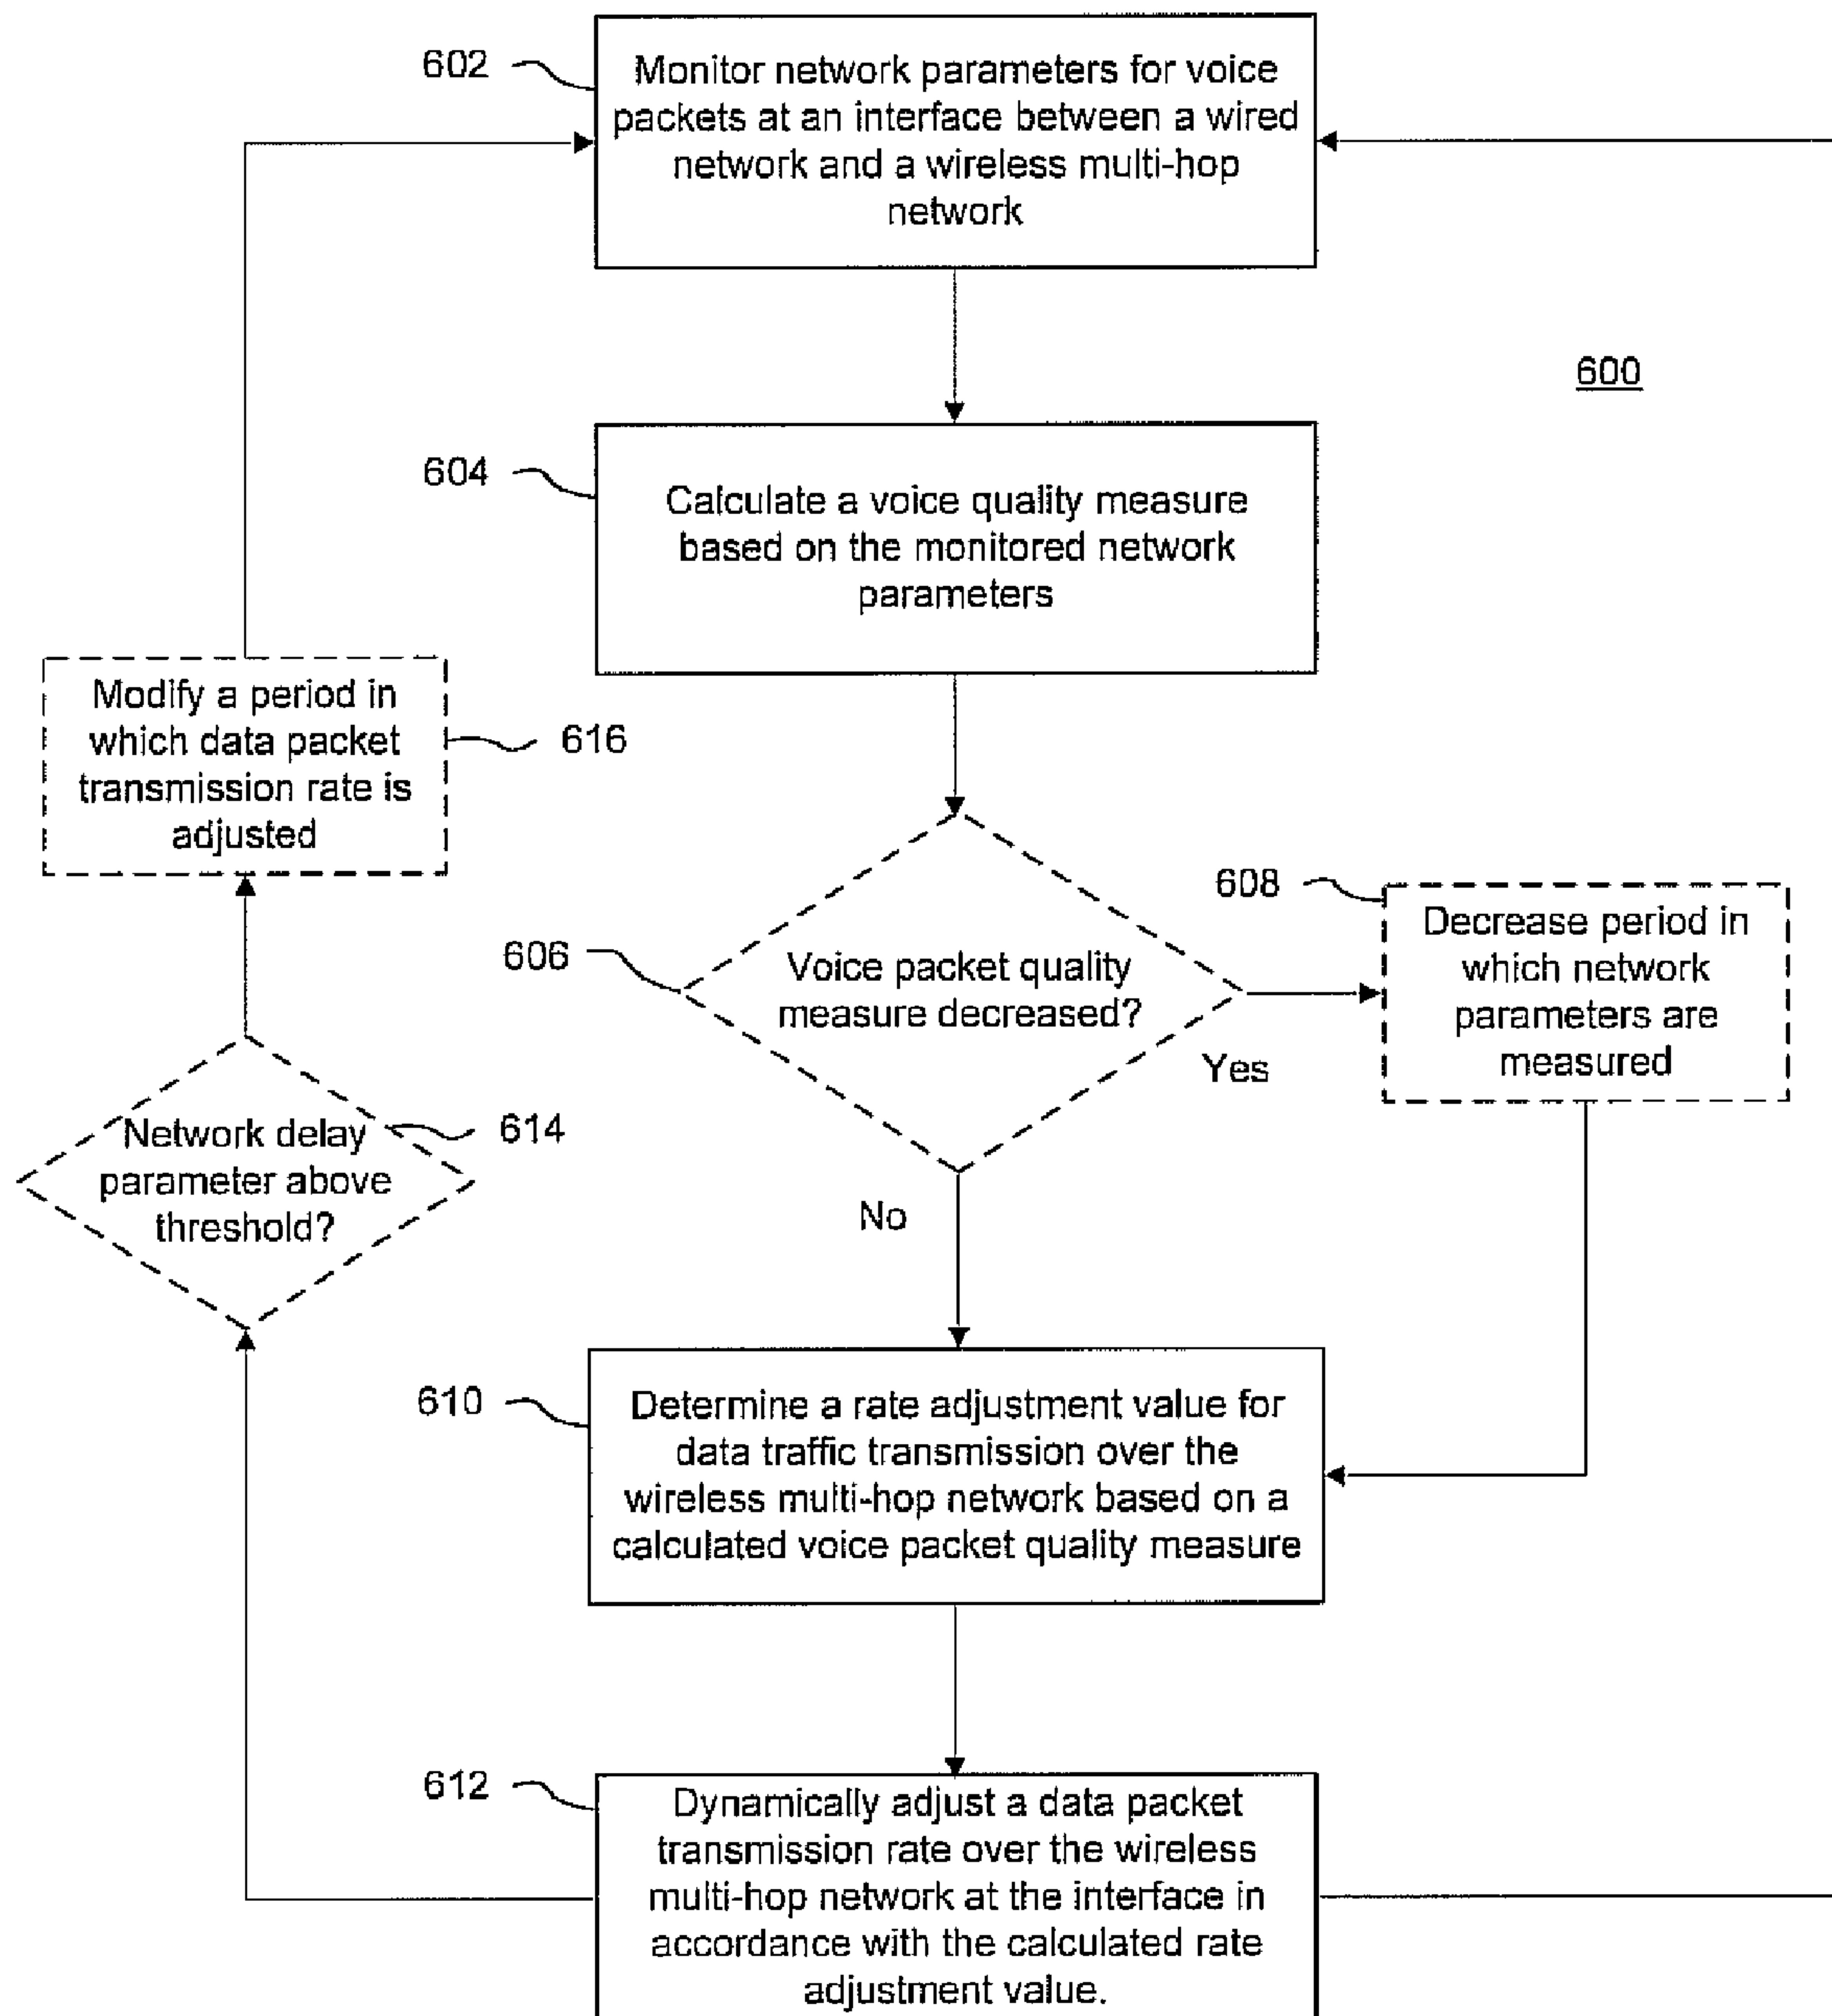 602
Monitor network parameters for voice
packets at an interface between a wired
network and a wireless multi-hop
network
600
604
Calculate a voice quality measure
based on the monitored network
parameters
Modify a period in
which data packet
transmission rate is
adjusted
616
606
Voice packet quality
measure decreased?
Yes
No
608
Decrease period in
which network
parameters are
measured
Network delay
parameter above
threshold?
614
610
Determine a rate adjustment value for
data traffic transmission over the
wireless multi-hop network based on a
calculated voice packet quality measure
612
Dynamically adjust a data packet
transmission rate over the wireless
multi-hop network at the interface in
accordance with the calculated rate
adjustment value.